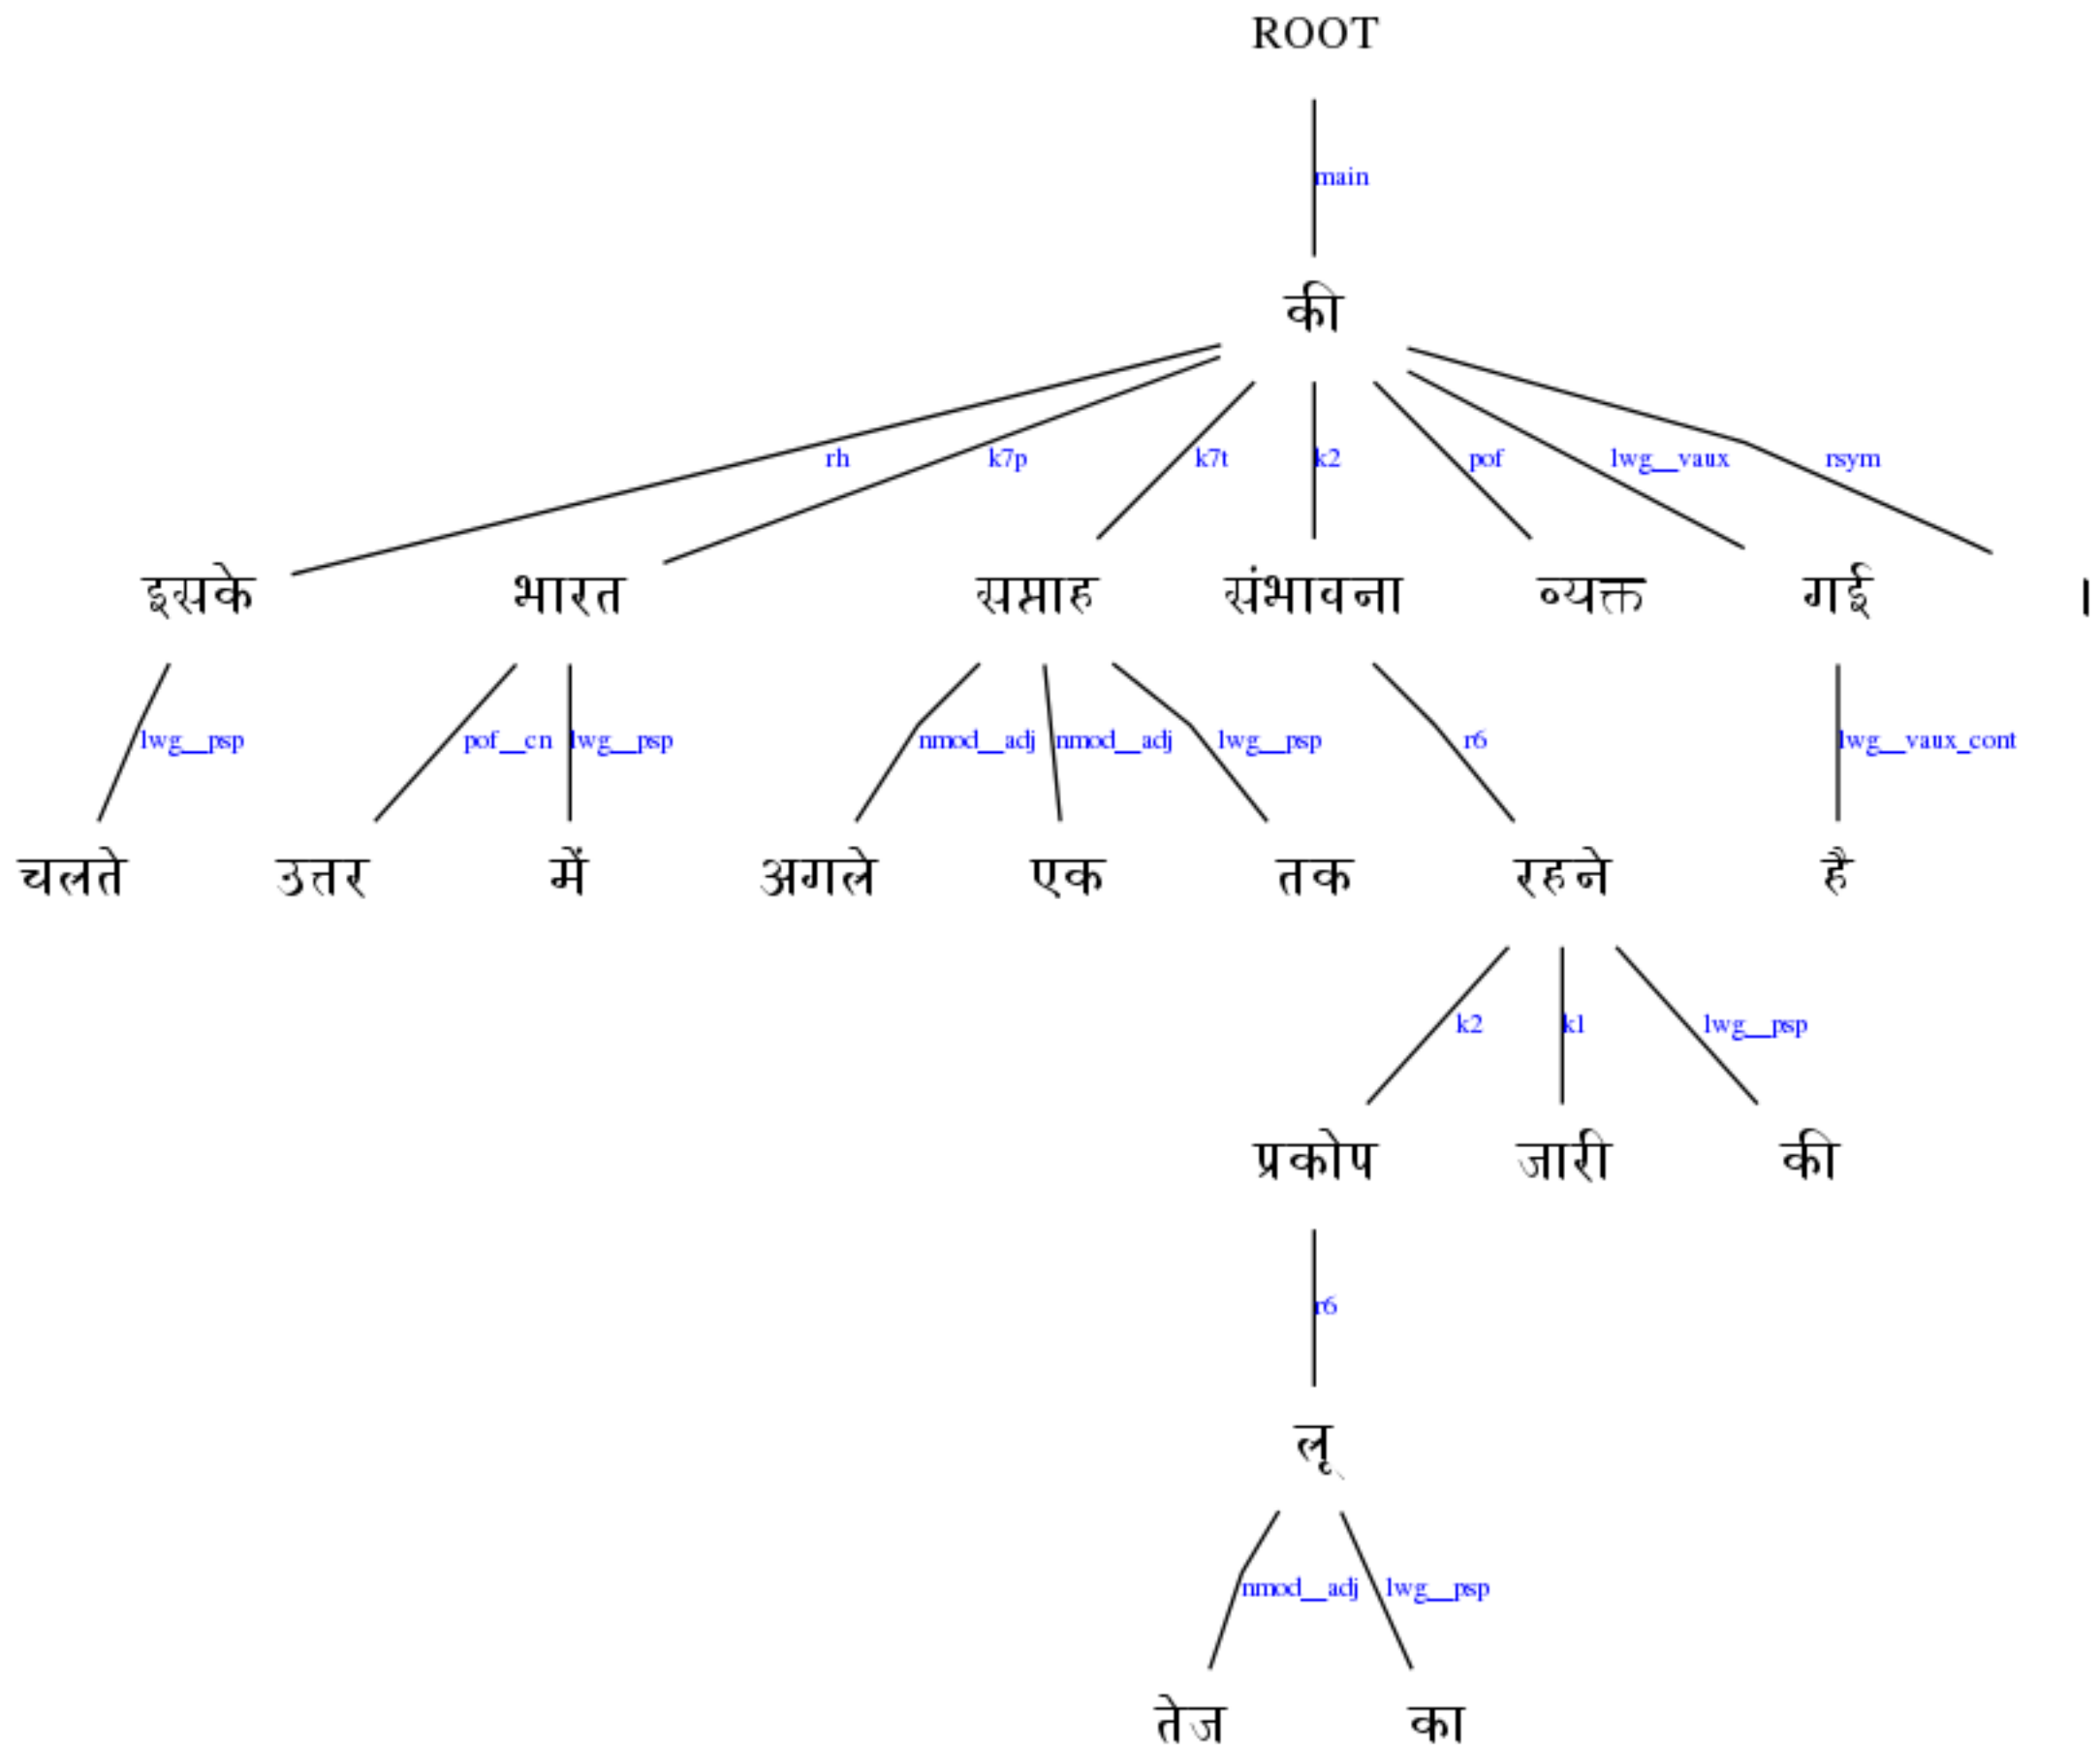 ROOT
main
की
rh k7p k7t k2 pof lwg__vaux rsym
इसके भारत सप्ताह संभावना व्यक्त गई ।
lwg__psp pof__cn lwg__psp nmod__adj nmod__adj lwg__psp r6 lwg__vaux_cont
चलते उत्तर में अगले एक तक रहने है
k2 k1 lwg__psp
प्रकोप जारी की
r6
लू
nmod__adj lwg__psp
तेज का